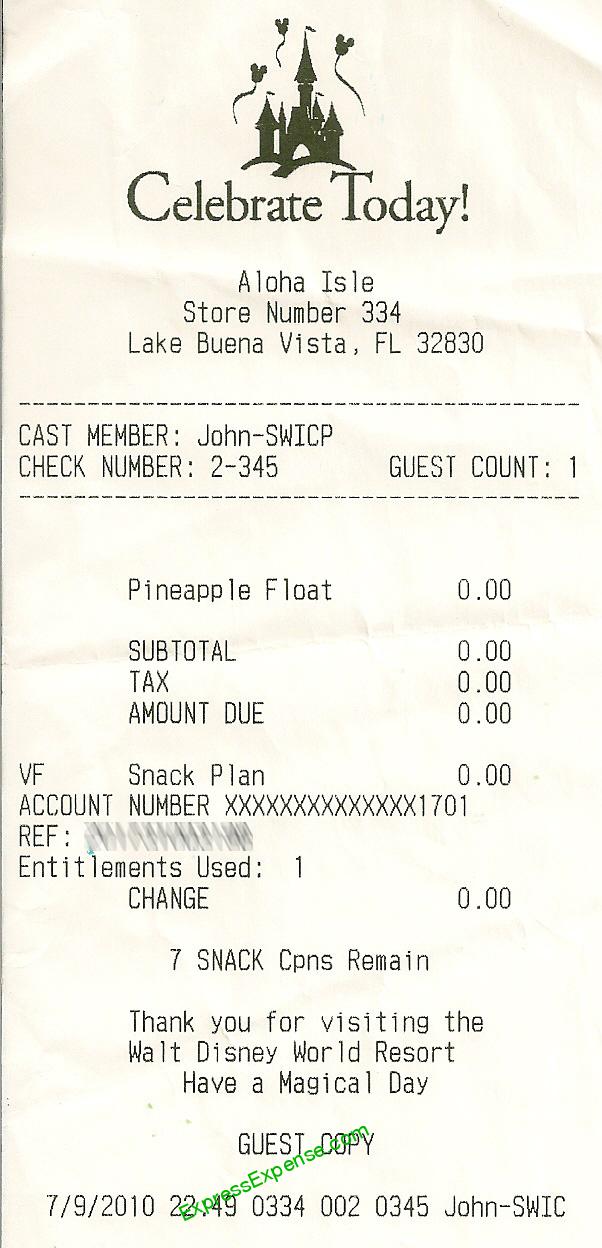 Celebrate Today!
Aloha Isle
Store Number 334
Lake Buena Vista, FL 32830
CAST MEMBER: John-SWICP
CHECK NUMBER: 2-345 GUEST COUNT: 1
Pineapple Float 0.00
SUBTOTAL 0.00
TAX 0.00
AMOUNT DUE 0.00
VF Snack Plan 0.00
ACCOUNT NUMBER XXXXXXXXXXXXXX1701
REF:
Entitlements Used: 1
CHANGE 0.00
7 SNACK Cpns Remain
Thank you for visiting the
Walt Disney World Resort
Have a Magical Day
GUEST COPY
ExpressExpense.com
7/9/2010 22:49 0334 002 0345 John-SWIC